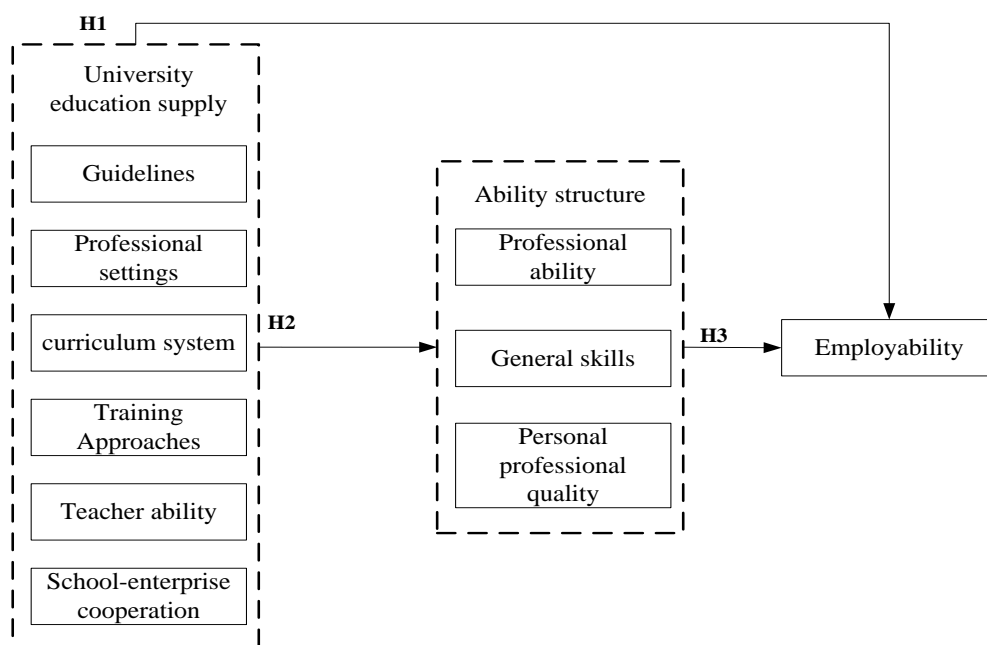 H1
University
education supply
Guidelines
Professional
settings
curriculum system
Training
Approaches
Teacher ability
School-enterprise
cooperation
H2
Ability structure
Professional
ability
General skills
Personal
professional
quality
H3
Employability